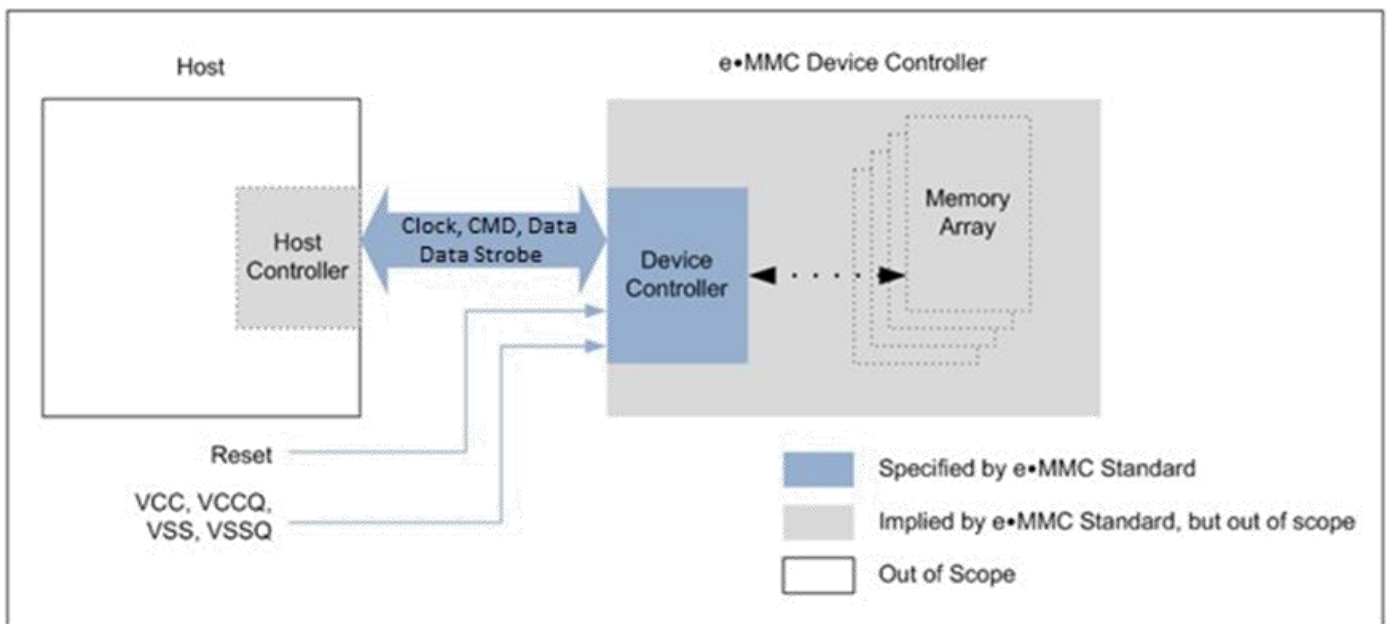 Host
e•MMC Device Controller
Host
Controller
Clock, CMD, Data
Data Strobe
Device
Controller
Memory
Array
Reset
VCC, VCCQ,
VSS, VSSQ
Specified by e•MMC Standard
Implied by e•MMC Standard, but out of scope
Out of Scope